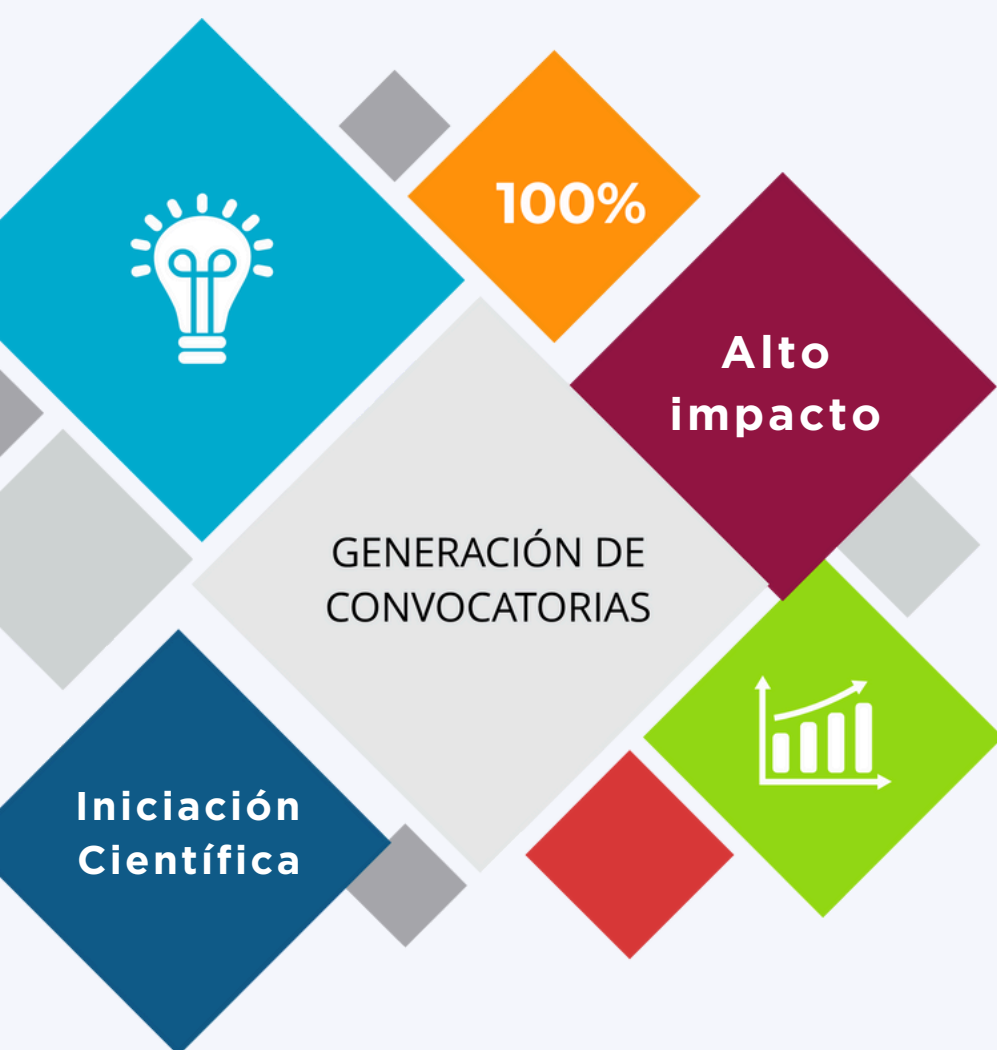 100%
Alto
impacto
GENERACIÓN DE
CONVOCATORIAS
Iniciación
Científica